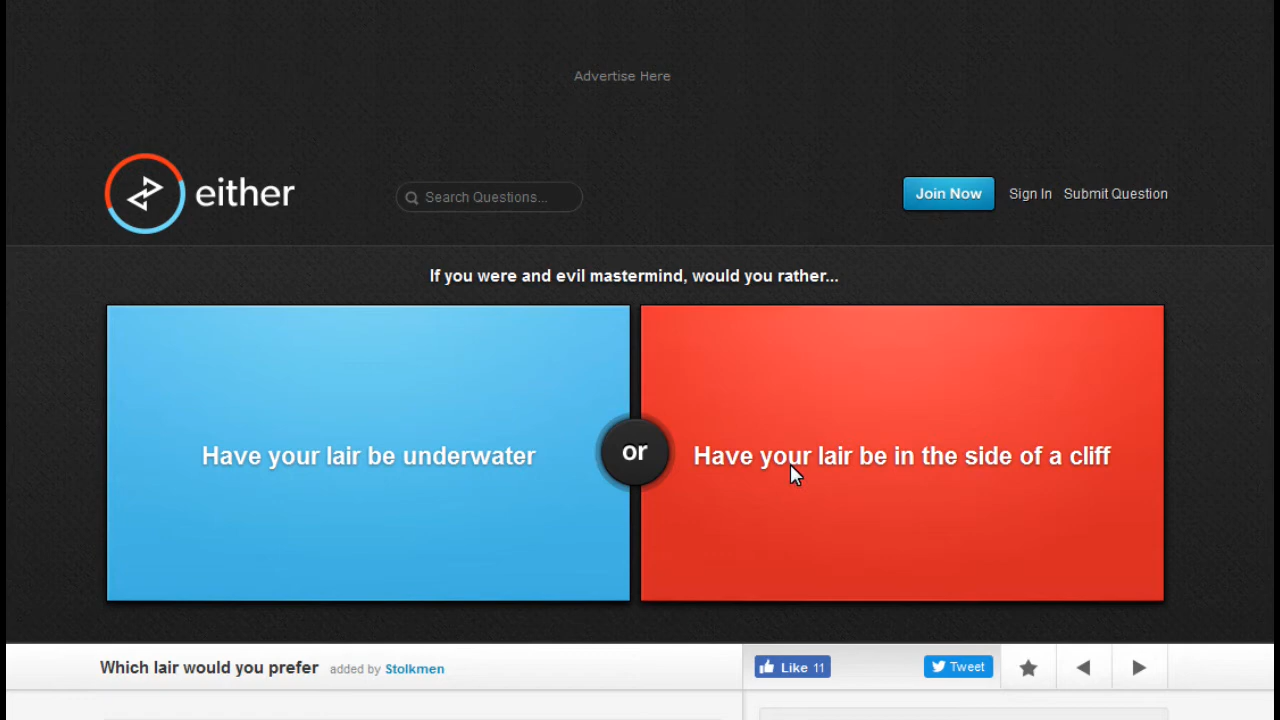 Advertise Here
either
Search Questions...
Join Now Sign In Submit Question
If you were and evil mastermind, would you rather...
Have your lair be underwater or Have your lair be in the side of a cliff
Which lair would you prefer added by Stolkmen
Like 11 Tweet